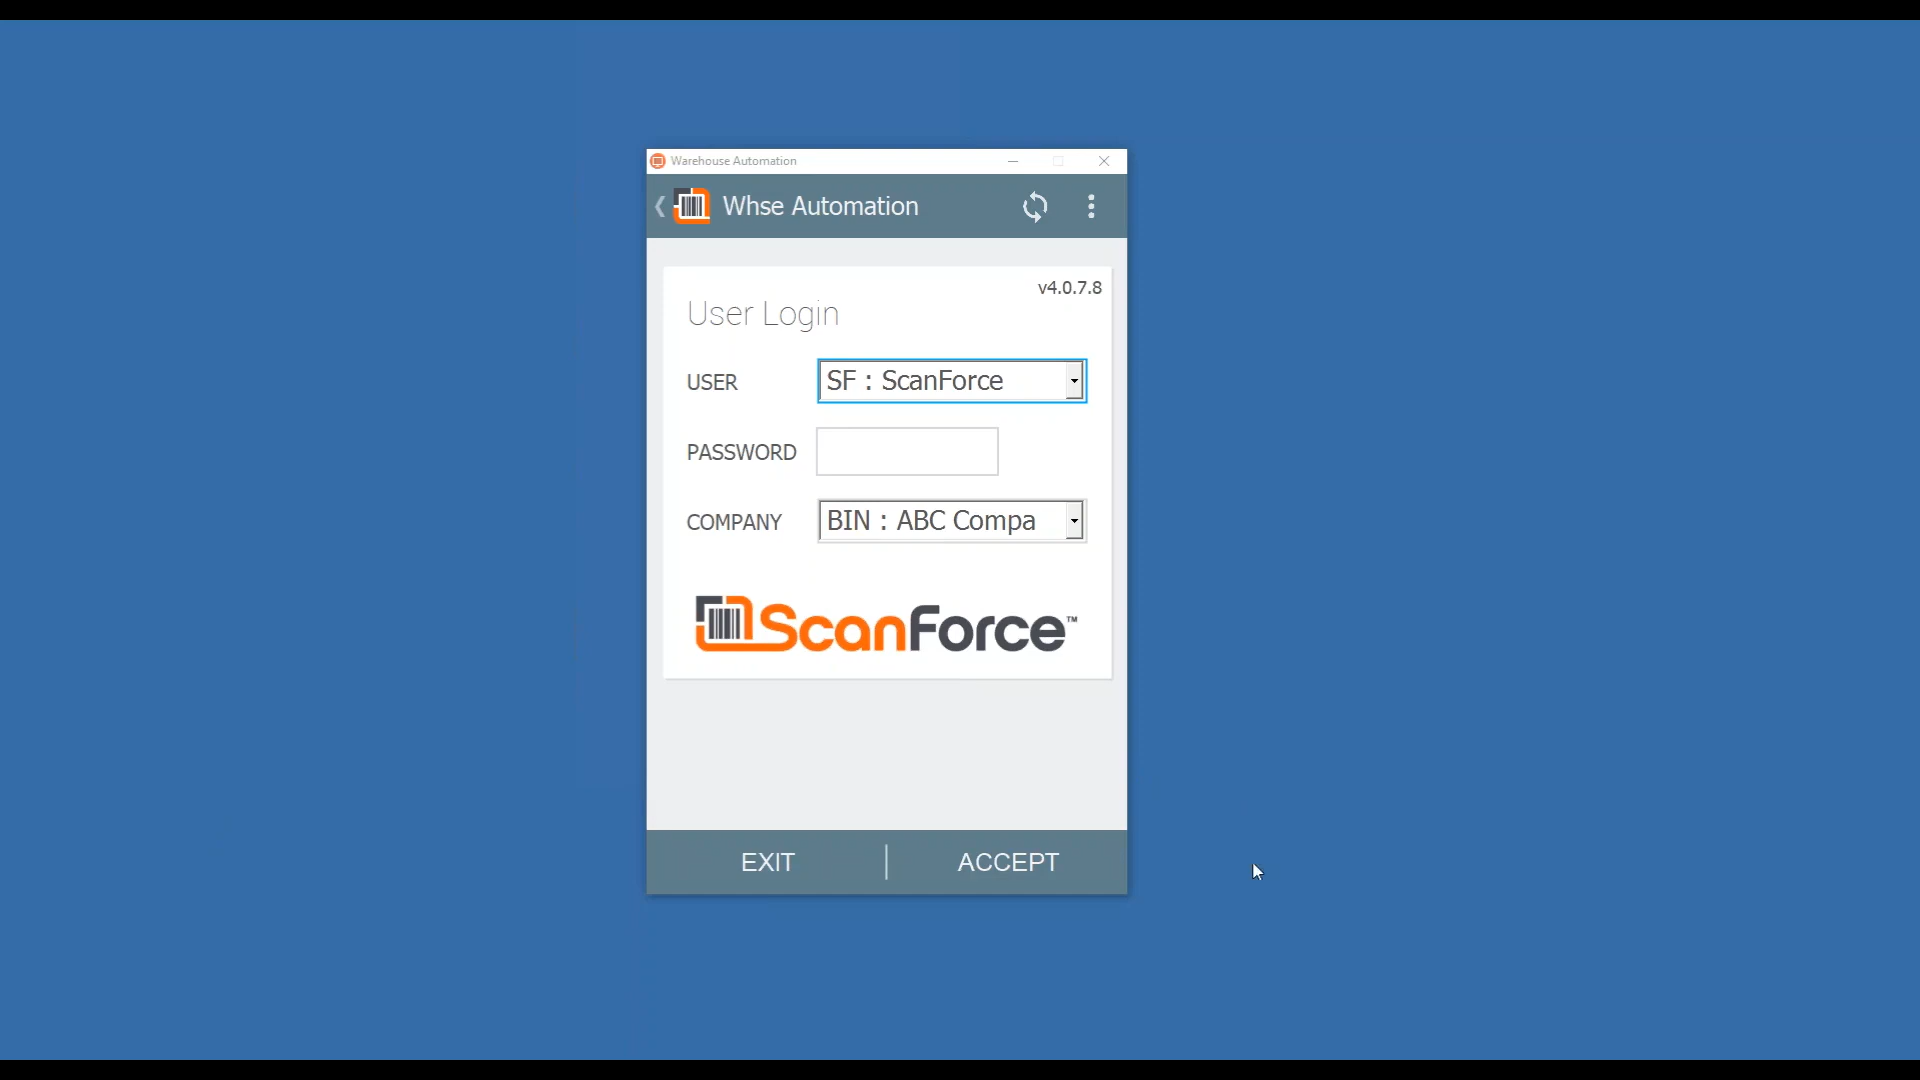 Warehouse Automation
Whse Automation
v4.0.7.8
User Login
USER
SF : ScanForce
PASSWORD
COMPANY
BIN : ABC Compa
ScanForce™
EXIT
ACCEPT